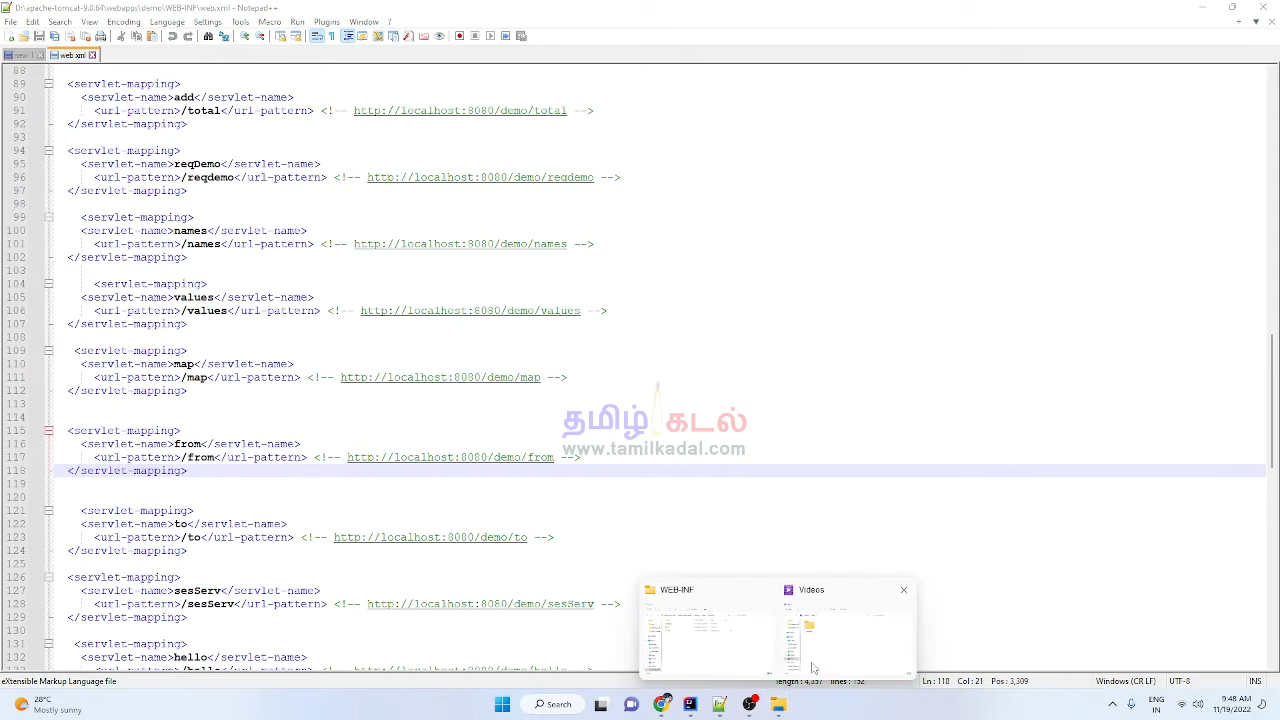 D:\apache-tomcat-9.0.64\webapps\demo\WEB-INF\web.xml - Notepad++
File Edit Search View Encoding Language Settings Tools Macro Run Plugins Window ?
new 1 web.xml
88
89 <servlet-mapping>
90 <servlet-name>add</servlet-name>
91 <url-pattern>/total</url-pattern> <!-- http://localhost:8080/demo/total -->
92 </servlet-mapping>
93
94 <servlet-mapping>
95 <servlet-name>reqDemo</servlet-name>
96 <url-pattern>/reqdemo</url-pattern> <!-- http://localhost:8080/demo/reqdemo -->
97 </servlet-mapping>
98
99 <servlet-mapping>
100 <servlet-name>names</servlet-name>
101 <url-pattern>/names</url-pattern> <!-- http://localhost:8080/demo/names -->
102 </servlet-mapping>
103
104 <servlet-mapping>
105 <servlet-name>values</servlet-name>
106 <url-pattern>/values</url-pattern> <!-- http://localhost:8080/demo/values -->
107 </servlet-mapping>
108
109 <servlet-mapping>
110 <servlet-name>map</servlet-name>
111 <url-pattern>/map</url-pattern> <!-- http://localhost:8080/demo/map -->
112 </servlet-mapping>
113
114
தமிழ் கடல்
www.tamilkadal.com
115 <servlet-mapping>
116 <servlet-name>from</servlet-name>
117 <url-pattern>/from</url-pattern> <!-- http://localhost:8080/demo/from -->
118 </servlet-mapping>
119
120
121 <servlet-mapping>
122 <servlet-name>to</servlet-name>
123 <url-pattern>/to</url-pattern> <!-- http://localhost:8080/demo/to -->
124 </servlet-mapping>
125
126 <servlet-mapping>
127 <servlet-name>sesServ</servlet-name>
128 <url-pattern>/sesServ</url-pattern> <!-- http://localhost:8080/demo/sesServ -->
129 </servlet-mapping>
130
131 <servlet-mapping>
132 <servlet-name>hello</servlet-name>
WEB-INF Videos
eXtensible Markup Language file Ln : 118 Col : 21 Pos : 3,309 Windows (CR LF) UTF-8 INS
28°C
Mostly sunny
Search
ENG
IN
9:48 AM
11/19/2022